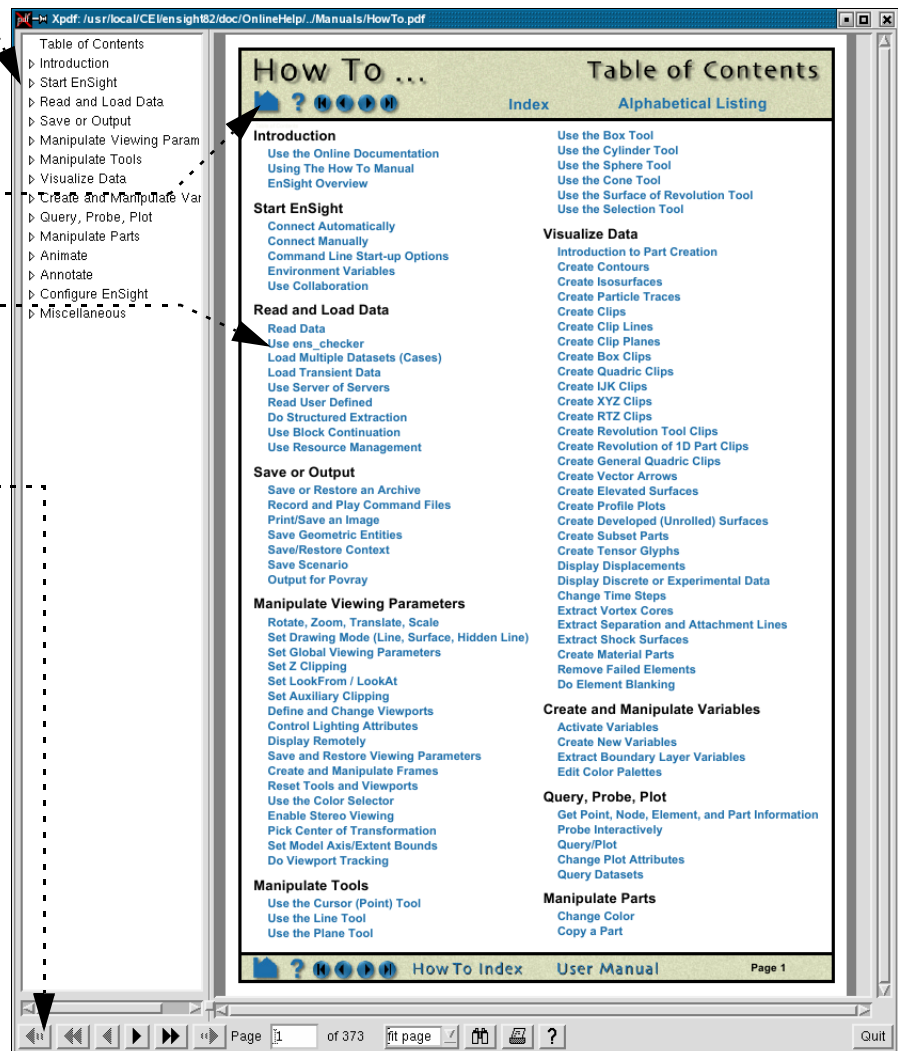 Xpdf: /usr/local/CEI/ensight82/doc/OnlineHelp/../Manuals/HowTo.pdf
Table of Contents
Introduction
Start EnSight
Read and Load Data
Save or Output
Manipulate Viewing Param
Manipulate Tools
Visualize Data
Create and Manipulate Var
Query, Probe, Plot
Manipulate Parts
Animate
Annotate
Configure EnSight
Miscellaneous
How To ...
Table of Contents
Index
Alphabetical Listing
Introduction
Use the Online Documentation
Using The How To Manual
EnSight Overview
Start EnSight
Connect Automatically
Connect Manually
Command Line Start-up Options
Environment Variables
Use Collaboration
Read and Load Data
Read Data
Use ens_checker
Load Multiple Datasets (Cases)
Load Transient Data
Use Server of Servers
Read User Defined
Do Structured Extraction
Use Block Continuation
Use Resource Management
Save or Output
Save or Restore an Archive
Record and Play Command Files
Print/Save an Image
Save Geometric Entities
Save/Restore Context
Save Scenario
Output for Povray
Manipulate Viewing Parameters
Rotate, Zoom, Translate, Scale
Set Drawing Mode (Line, Surface, Hidden Line)
Set Global Viewing Parameters
Set Z Clipping
Set LookFrom / LookAt
Set Auxiliary Clipping
Define and Change Viewports
Control Lighting Attributes
Display Remotely
Save and Restore Viewing Parameters
Create and Manipulate Frames
Reset Tools and Viewports
Use the Color Selector
Enable Stereo Viewing
Pick Center of Transformation
Set Model Axis/Extent Bounds
Do Viewport Tracking
Manipulate Tools
Use the Cursor (Point) Tool
Use the Line Tool
Use the Plane Tool
Use the Box Tool
Use the Cylinder Tool
Use the Sphere Tool
Use the Cone Tool
Use the Surface of Revolution Tool
Use the Selection Tool
Visualize Data
Introduction to Part Creation
Create Contours
Create Isosurfaces
Create Particle Traces
Create Clips
Create Clip Lines
Create Clip Planes
Create Box Clips
Create Quadric Clips
Create IJK Clips
Create XYZ Clips
Create RTZ Clips
Create Revolution Tool Clips
Create Revolution of 1D Part Clips
Create General Quadric Clips
Create Vector Arrows
Create Elevated Surfaces
Create Profile Plots
Create Developed (Unrolled) Surfaces
Create Subset Parts
Create Tensor Glyphs
Display Displacements
Display Discrete or Experimental Data
Change Time Steps
Extract Vortex Cores
Extract Separation and Attachment Lines
Extract Shock Surfaces
Create Material Parts
Remove Failed Elements
Do Element Blanking
Create and Manipulate Variables
Activate Variables
Create New Variables
Extract Boundary Layer Variables
Edit Color Palettes
Query, Probe, Plot
Get Point, Node, Element, and Part Information
Probe Interactively
Query/Plot
Change Plot Attributes
Query Datasets
Manipulate Parts
Change Color
Copy a Part
How To Index
User Manual
Page 1
Page 1 of 373 fit page ? Quit